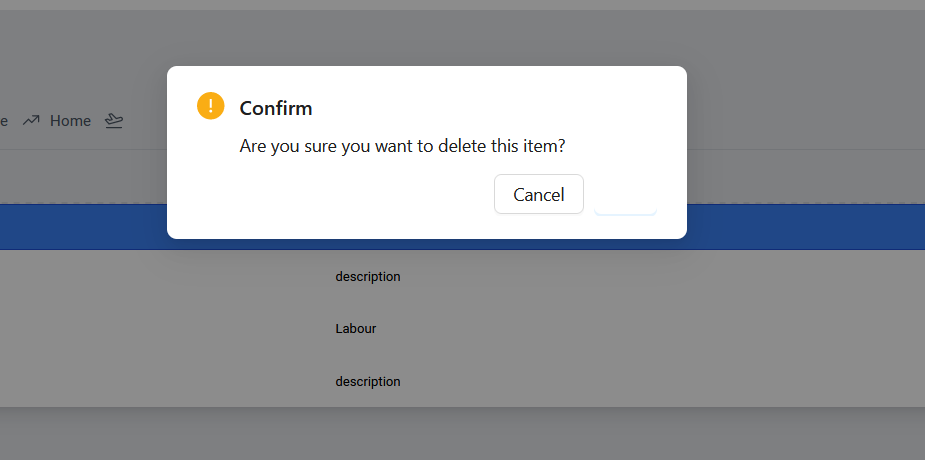 Confirm
Are you sure you want to delete this item?
Cancel
e Home
description
Labour
description